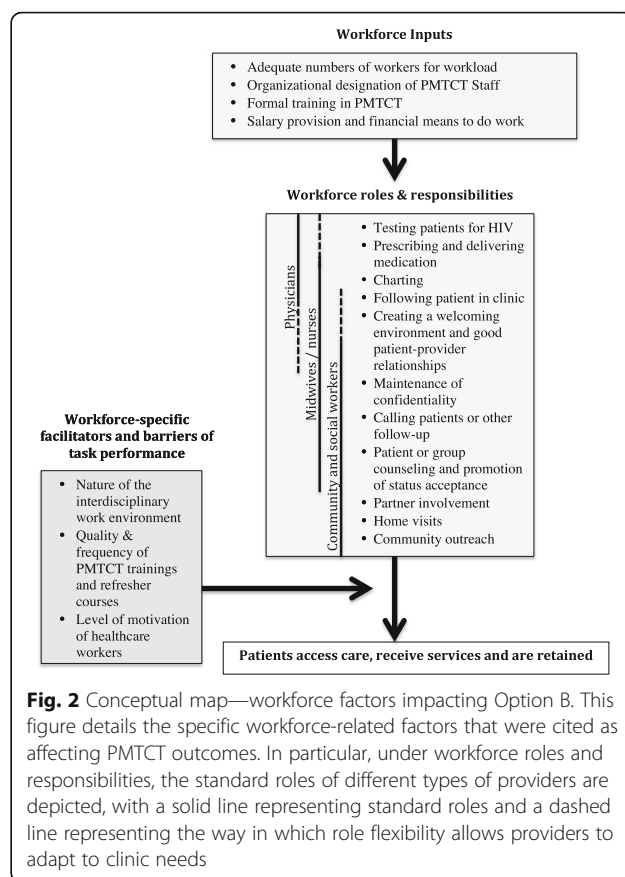 Workforce Inputs
• Adequate numbers of workers for workload
• Organizational designation of PMTCT Staff
• Formal training in PMTCT
• Salary provision and financial means to do work
Workforce roles & responsibilities
Physicians
Midwives / nurses
Community and social workers
• Testing patients for HIV
• Prescribing and delivering
medication
• Charting
• Following patient in clinic
• Creating a welcoming
environment and good
patient-provider
relationships
• Maintenance of
confidentiality
• Calling patients or other
follow-up
• Patient or group
counseling and promotion
of status acceptance
• Partner involvement
• Home visits
• Community outreach
Workforce-specific
facilitators and barriers of
task performance
• Nature of the
interdisciplinary
work environment
• Quality &
frequency of
PMTCT trainings
and refresher
courses
• Level of motivation
of healthcare
workers
Patients access care, receive services and are retained
Fig. 2 Conceptual map—workforce factors impacting Option B. This
figure details the specific workforce-related factors that were cited as
affecting PMTCT outcomes. In particular, under workforce roles and
responsibilities, the standard roles of different types of providers are
depicted, with a solid line representing standard roles and a dashed
line representing the way in which role flexibility allows providers to
adapt to clinic needs